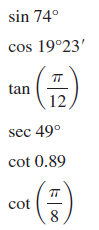 sin 74°
cos 19°23′
tan (π/12)
sec 49°
cot 0.89
cot (π/8)